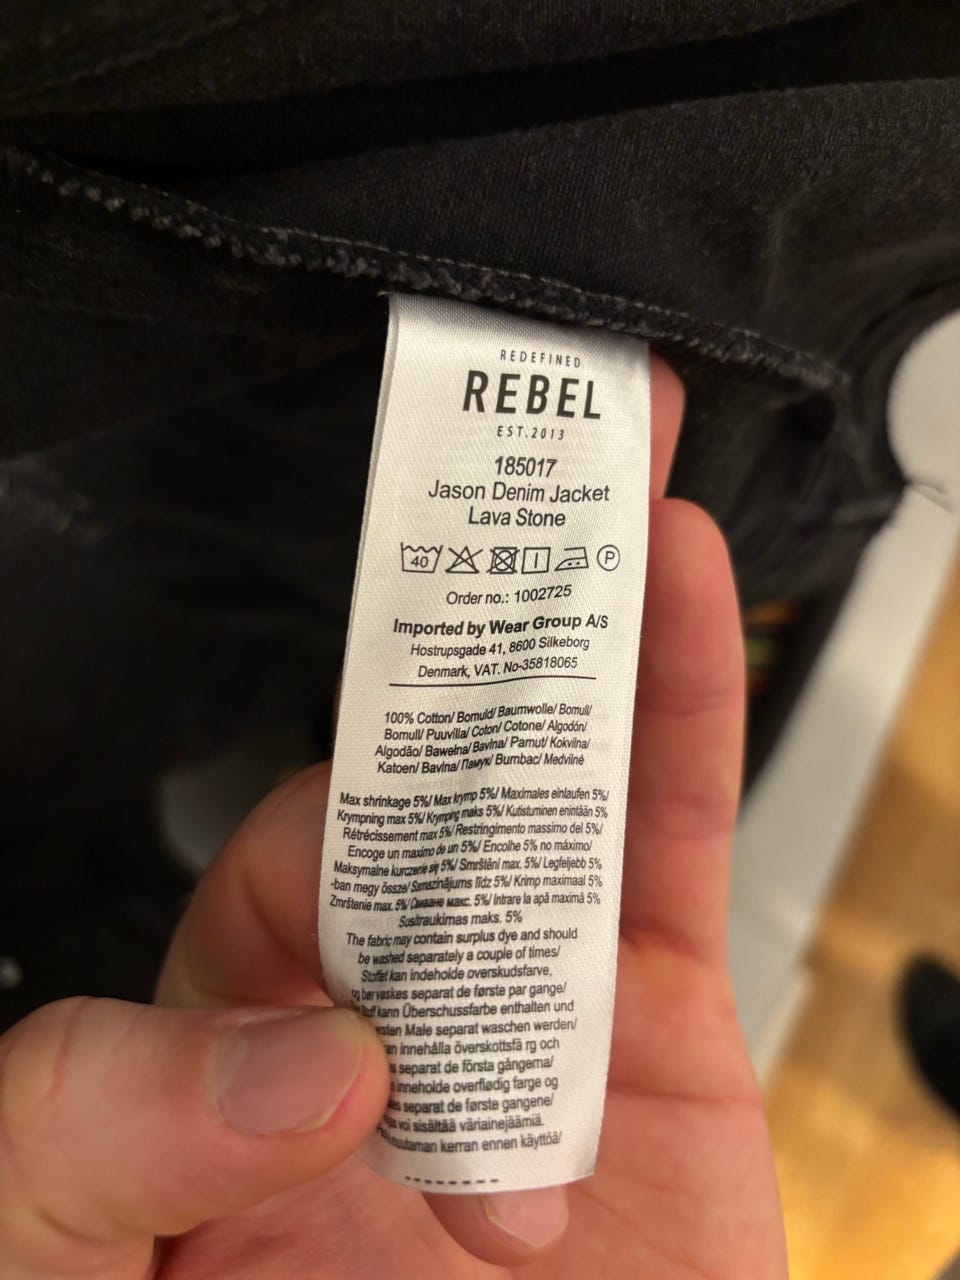 REDEFINED
REBEL
EST.2013
185017
Jason Denim Jacket
Lava Stone
40 P
Order no.: 1002725
Imported by Wear Group A/S
Hostrupsgade 41, 8600 Silkeborg
Denmark, VAT. No-35818065
100% Cotton/ Bomuld/ Baumwolle/ Bomull/
Bomull/ Puuvilla/ Coton/ Cotone/ Algodón/
Algodão/ Bawełna/ Bavlna/ Pamut/ Kokvilna/
Katoen/ Bavlna/ Памук/ Bumbac/ Medvilnė
Max shrinkage 5%/ Max krymp 5%/ Maximales einlaufen 5%/
Krympning max 5%/ Krymping maks 5%/ Kutistuminen enintään 5%
Rétrécissement max 5%/ Restringimento massimo del 5%/
Encoge un maximo de un 5%/ Encolhe 5% no máximo/
Maksymalne kurczenie się 5%/ Smrštění max. 5%/ Legfeljebb 5%
-ban megy össze/ Samazinājums līdz 5%/ Krimp maximaal 5%
Zmrštenie max. 5%/ Свиване макс. 5%/ Intrare la apă maximă 5%
Susitraukimas maks. 5%
The fabric may contain surplus dye and should
be washed separately a couple of times/
Stoffet kan indeholde overskudsfarve,
og bør vaskes separat de første par gange/
Stoff kann Überschussfarbe enthalten und
ersten Male separat waschen werden/
innehålla överskottsfä rg och
separat de första gångerna/
inneholde overflødig farge og
separat de første gangene/
voi sisältää väriainejäämiä.
muutaman kerran ennen käyttöä/